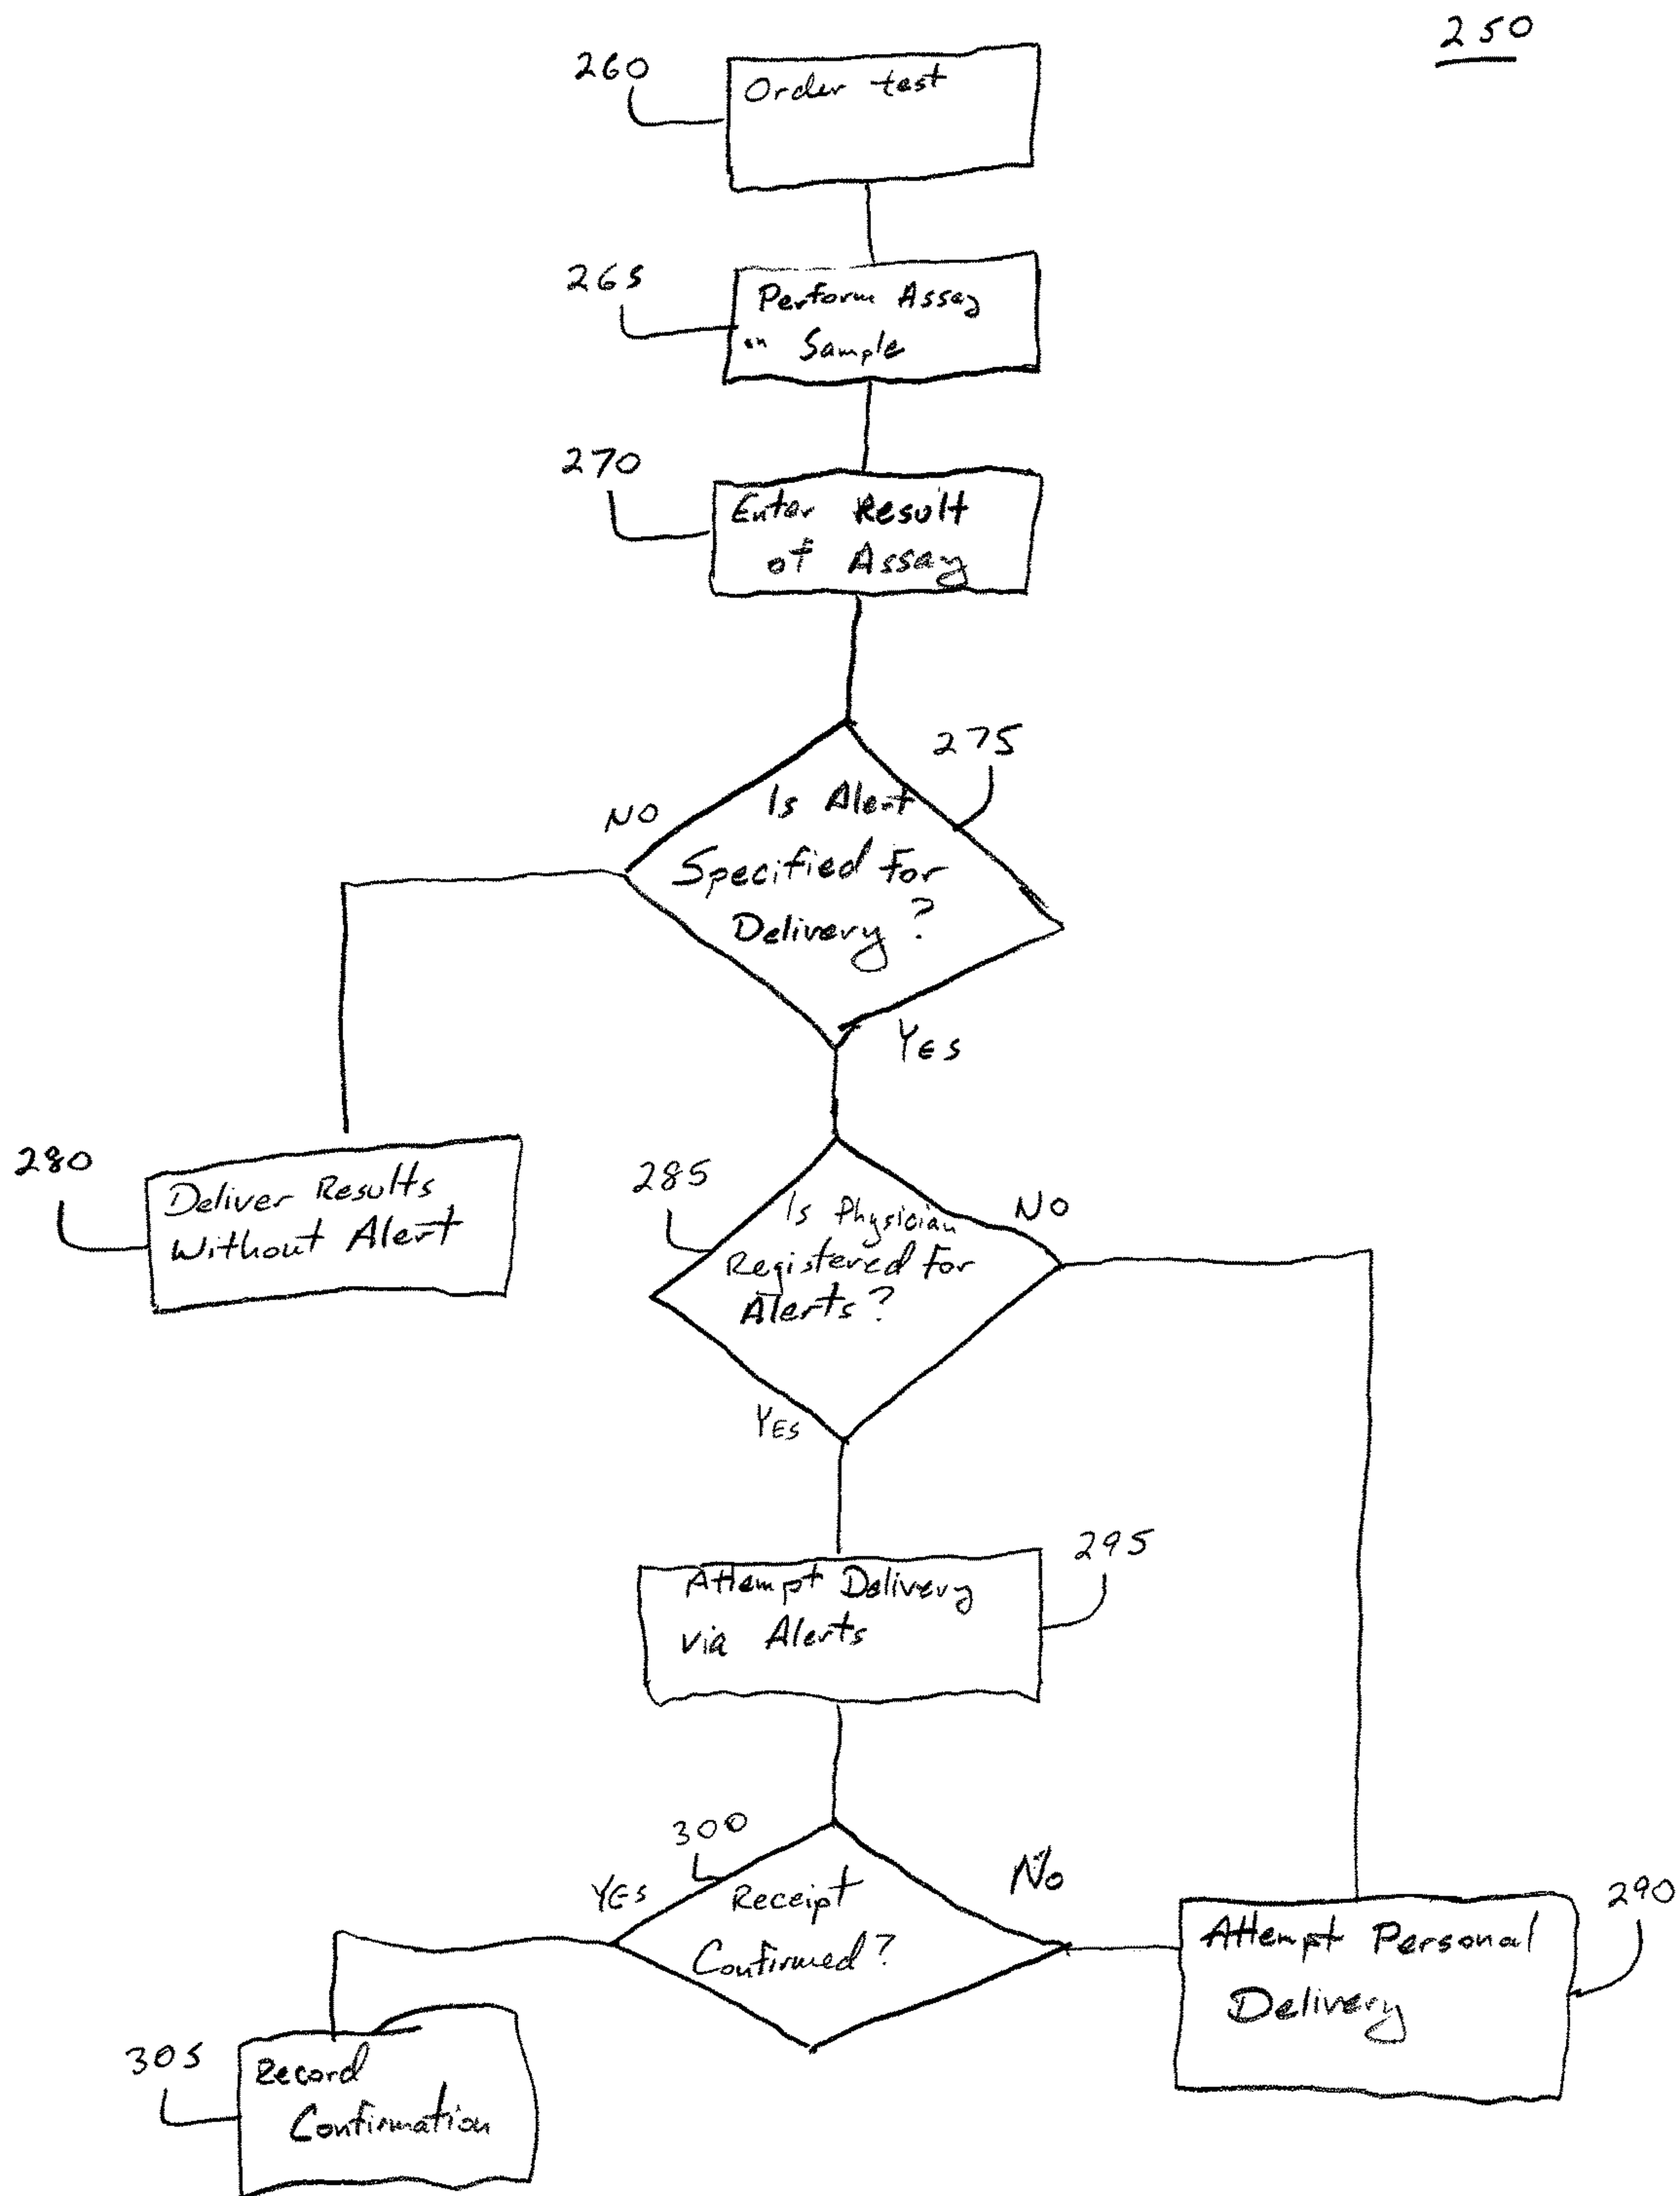 250
260
Order test
265
Perform Assay
on Sample
270
Enter Result
of Assay
275
NO
Is Alert
Specified for
Delivery?
YES
280
Deliver Results
Without Alert
285
Is Physician
Registered for
Alerts?
NO
YES
295
Attempt Delivery
via Alerts
300
YES
Receipt
Confirmed?
No
290
Attempt Personal
Delivery
305
Record
Confirmation